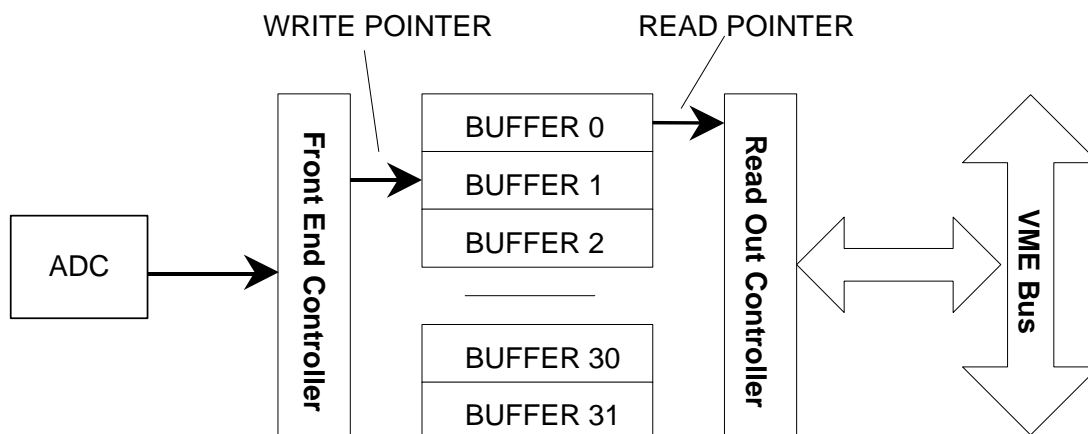 WRITE POINTER
READ POINTER
ADC
Front End Controller
BUFFER 0
BUFFER 1
BUFFER 2
BUFFER 30
BUFFER 31
Read Out Controller
VME Bus